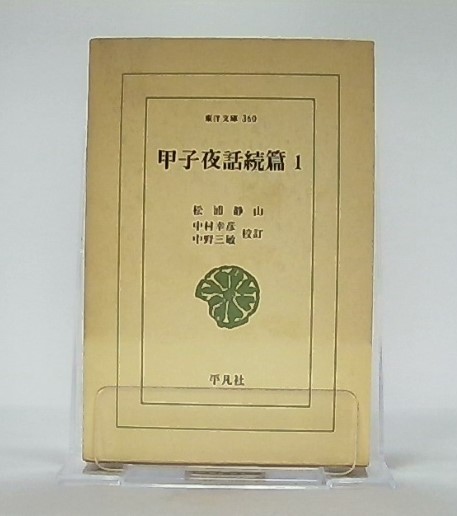 東洋文庫 360
甲子夜話続篇 1
松浦静山
中村幸彦
中野三敏 校訂
平凡社